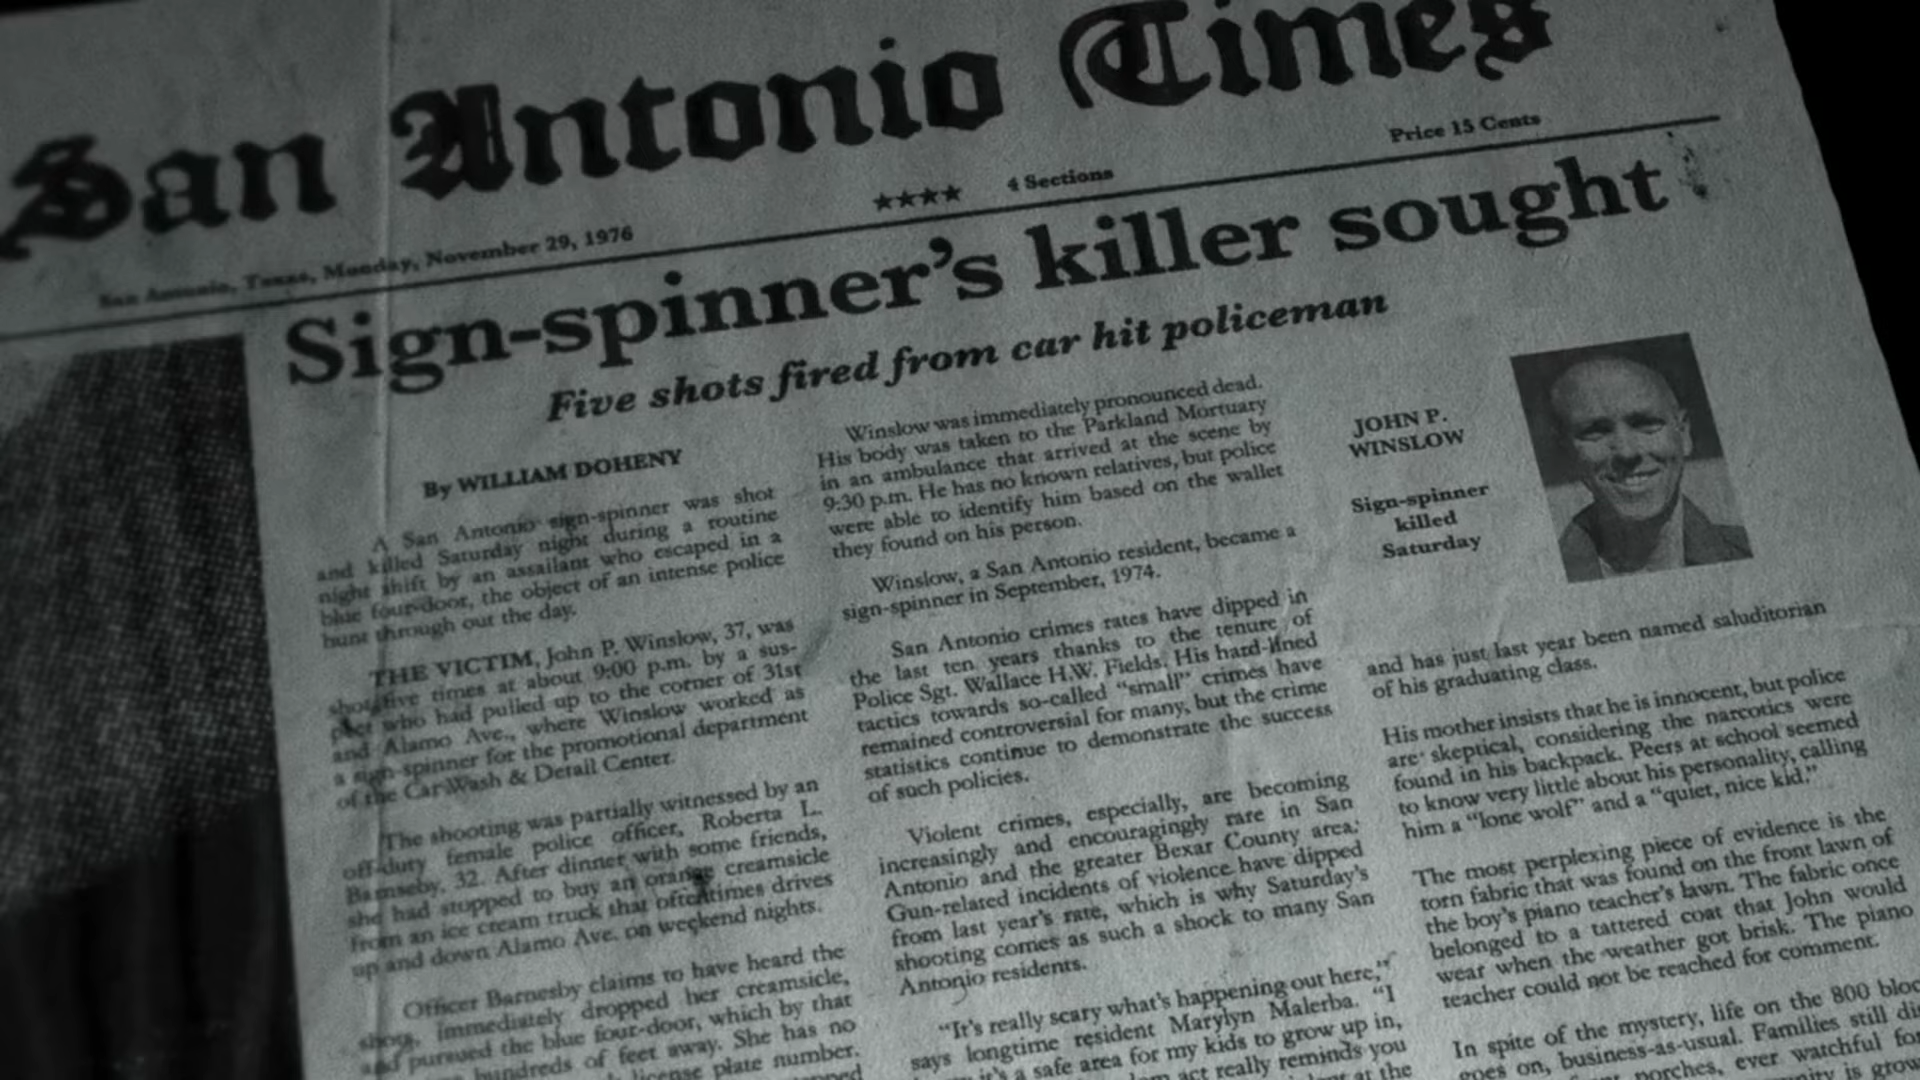 San Antonio Times
San Antonio, Texas, Monday, November 29, 1976
★★★★
4 Sections
Price 15 Cents
Sign-spinner's killer sought
Five shots fired from car hit policeman
By WILLIAM DOHENY
A San Antonio sign-spinner was shot
and killed Saturday night during a routine
night shift by an assailant who escaped in a
blue four-door, the object of an intense police
hunt through out the day.
THE VICTIM, John P. Winslow, 37, was
shot five times at about 9:00 p.m. by a sus-
pect who had pulled up to the corner of 31st
and Alamo Ave., where Winslow worked as
a sign-spinner for the promotional department
of the Car Wash & Detail Center.
The shooting was partially witnessed by an
off-duty female police officer, Roberta L.
Barnseby, 32. After dinner with some friends,
she had stopped to buy an orange creamsicle
from an ice cream truck that oftentimes drives
up and down Alamo Ave. on weekend nights.
Officer Barnesby claims to have heard the
shots, immediately dropped her creamsicle,
and pursued the blue four-door, which by that
hundreds of feet away. She has no
license plate number.
Winslow was immediately pronounced dead.
His body was taken to the Parkland Mortuary
in an ambulance that arrived at the scene by
9:30 p.m. He has no known relatives, but police
were able to identify him based on the wallet
they found on his person.
Winslow, a San Antonio resident, became a
sign-spinner in September, 1974.
San Antonio crimes rates have dipped in
the last ten years thanks to the tenure of
Police Sgt. Wallace H.W. Fields. His hard-lined
tactics towards so-called "small" crimes have
remained controversial for many, but the crime
statistics continue to demonstrate the success
of such policies.
Violent crimes, especially, are becoming
increasingly and encouragingly rare in San
Antonio and the greater Bexar County area.
Gun-related incidents of violence have dipped
from last year's rate, which is why Saturday's
shooting comes as such a shock to many San
Antonio residents.
"It's really scary what's happening out here,"
says longtime resident Marylyn Malerba. "I
it's a safe area for my kids to grow up in,
act really reminds you
at the
JOHN P.
WINSLOW
Sign-spinner
killed
Saturday
and has just last year been named saluditorian
of his graduating class.
His mother insists that he is innocent, but police
are skeptical, considering the narcotics were
found in his backpack. Peers at school seemed
to know very little about his personality, calling
him a "lone wolf" and a "quiet, nice kid."
The most perplexing piece of evidence is the
torn fabric that was found on the front lawn of
the boy's piano teacher's lawn. The fabric once
belonged to a tattered coat that John would
wear when the weather got brisk. The piano
teacher could not be reached for comment.
In spite of the mystery, life on the 800 bloc
goes on, business-as-usual. Families still di
porches, ever watchful for
is grow